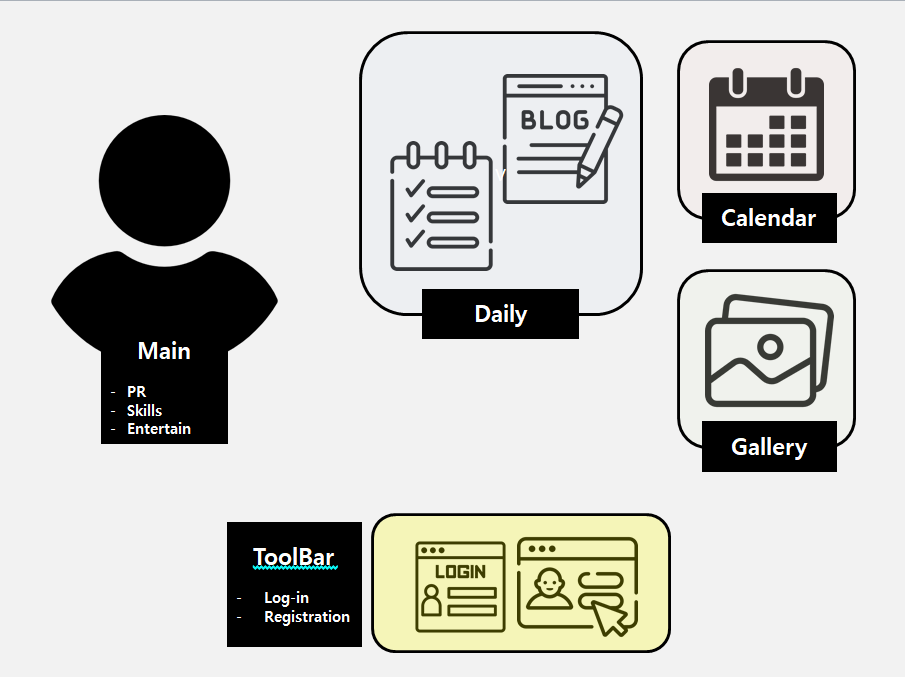 BLOG
V
Daily
Calendar
Gallery
Main
- PR
- Skills
- Entertain
ToolBar
- Log-in
- Registration
LOGIN